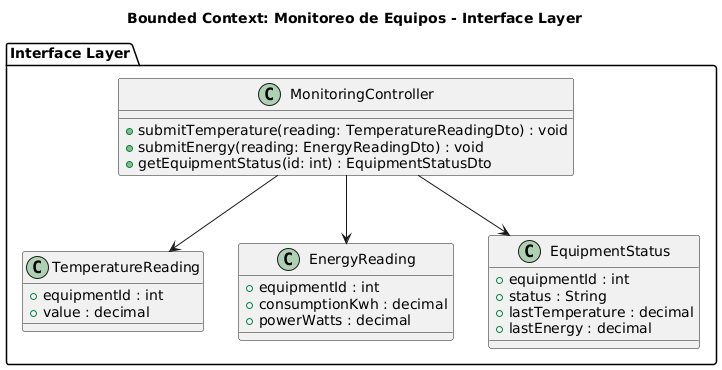 Bounded Context: Monitoreo de Equipos - Interface Layer
Interface Layer
C MonitoringController
submitTemperature(reading: TemperatureReadingDto) : void
submitEnergy(reading: EnergyReadingDto) : void
getEquipmentStatus(id: int) : EquipmentStatusDto
C TemperatureReading
equipmentId : int
value : decimal
C EnergyReading
equipmentId : int
consumptionKwh : decimal
powerWatts : decimal
C EquipmentStatus
equipmentId : int
status : String
lastTemperature : decimal
lastEnergy : decimal